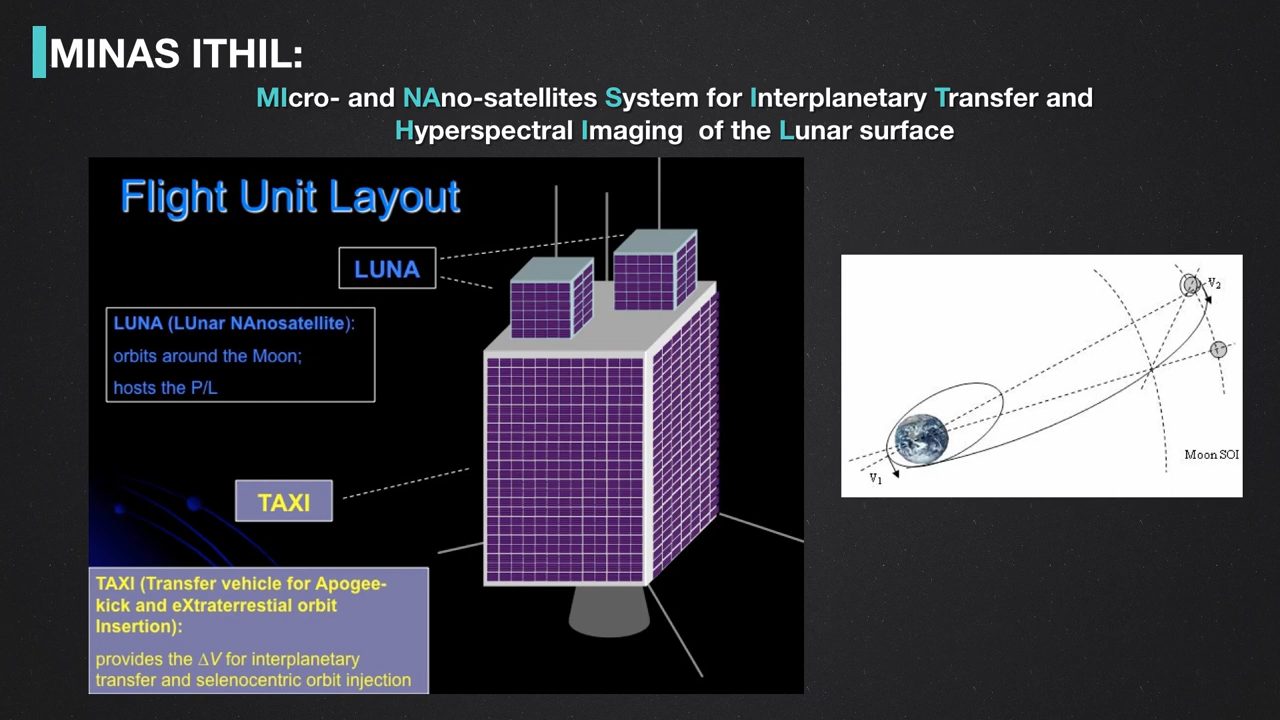 MINAS ITHIL:
MIcro- and NAno-satellites System for Interplanetary Transfer and
Hyperspectral Imaging of the Lunar surface
Flight Unit Layout
LUNA
LUNA (LUnar NAnosatellite):
orbits around the Moon;
hosts the P/L
TAXI
TAXI (Transfer vehicle for Apogee-
kick and eXtraterrestial orbit
Insertion):
provides the ΔV for interplanetary
transfer and selenocentric orbit injection
V2
Moon SOI
V1